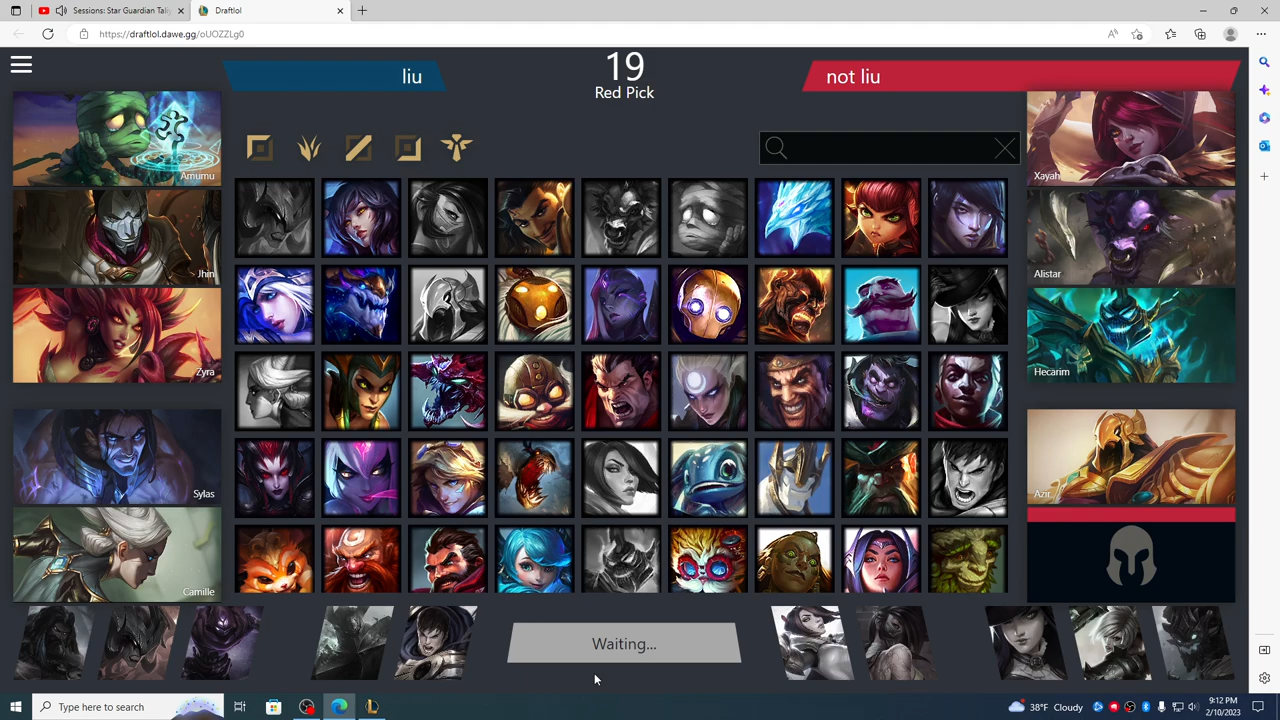 Sessions: Star Guardian Tali
Draftlol
https://draftlol.dawe.gg/oUOZZLg0
liu
19
Red Pick
not liu
Amumu
Jhin
Zyra
Sylas
Camille
Xayah
Alistar
Hecarim
Azir
Waiting...
Type here to search
38°F Cloudy
9:12 PM
2/10/2023